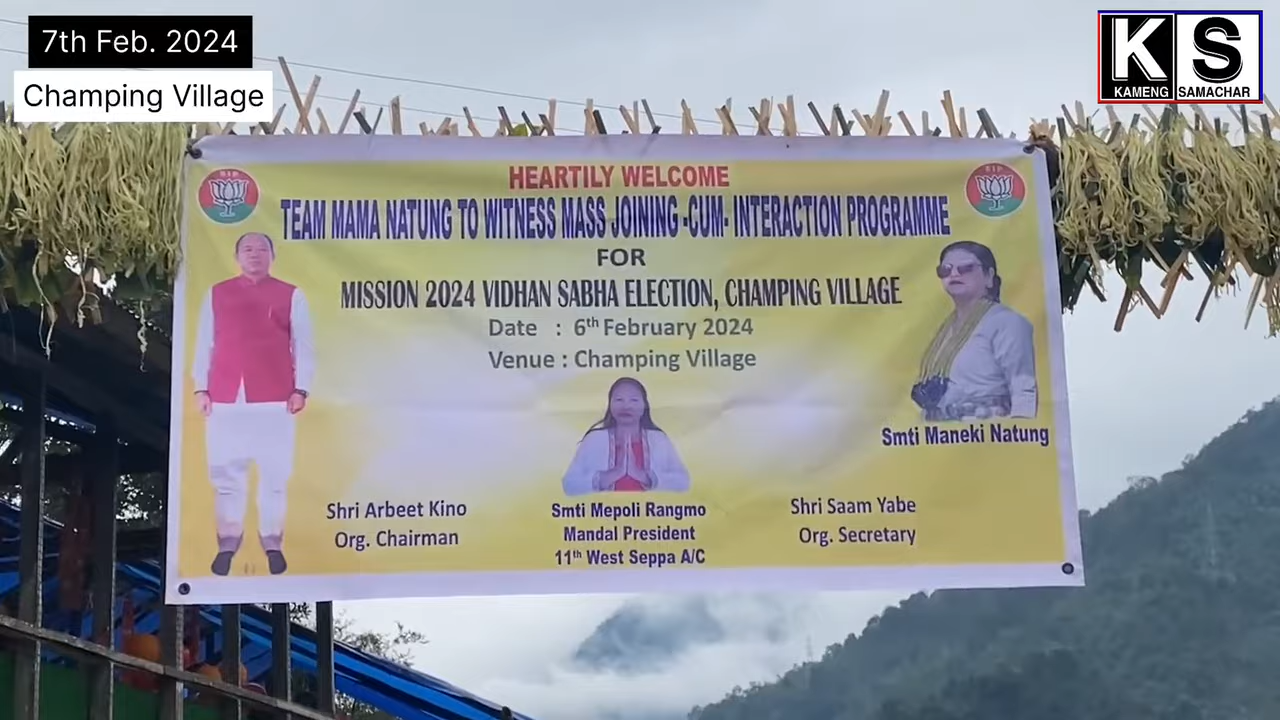 7th Feb. 2024
Champing Village
KS
KAMENG SAMACHAR
BJP
BJP
HEARTILY WELCOME
TEAM MAMA NATUNG TO WITNESS MASS JOINING -CUM- INTERACTION PROGRAMME
FOR
MISSION 2024 VIDHAN SABHA ELECTION, CHAMPING VILLAGE
Date : 6th February 2024
Venue : Champing Village
Smti Maneki Natung
Shri Arbeet Kino
Org. Chairman
Smti Mepoli Rangmo
Mandal President
11th West Seppa A/C
Shri Saam Yabe
Org. Secretary